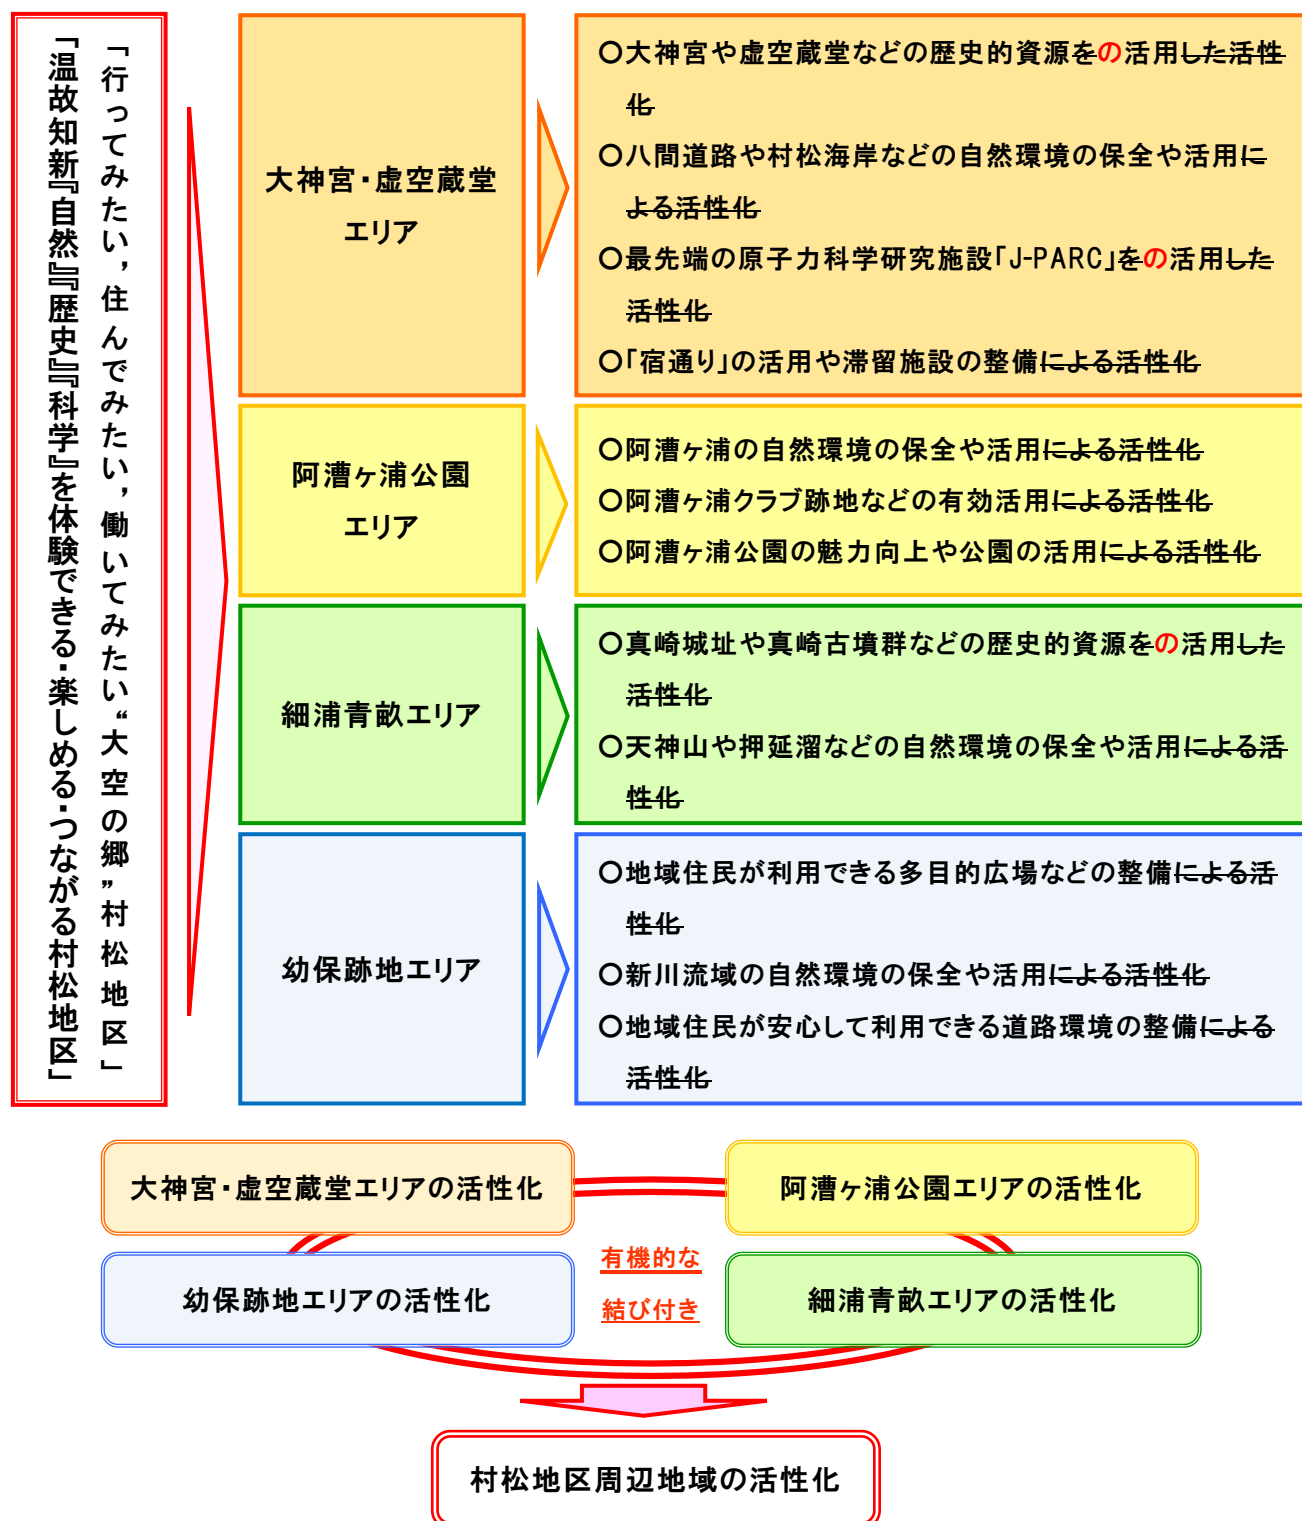 「行ってみたい，住んでみたい，働いてみたい“大空の郷”村松地区」
「温故知新『自然』『歴史』『科学』を体験できる・楽しめる・つながる村松地区」
大神宮・虚空蔵堂
エリア
○大神宮や虚空蔵堂などの歴史的資源をの活用した活性
化
○八間道路や村松海岸などの自然環境の保全や活用に
よる活性化
○最先端の原子力科学研究施設「J-PARC」をの活用した
活性化
○「宿通り」の活用や滞留施設の整備による活性化
阿漕ヶ浦公園
エリア
○阿漕ヶ浦の自然環境の保全や活用による活性化
○阿漕ヶ浦クラブ跡地などの有効活用による活性化
○阿漕ヶ浦公園の魅力向上や公園の活用による活性化
細浦青畝エリア
○真崎城址や真崎古墳群などの歴史的資源をの活用した
活性化
○天神山や押延溜などの自然環境の保全や活用による活
性化
幼保跡地エリア
○地域住民が利用できる多目的広場などの整備による活
性化
○新川流域の自然環境の保全や活用による活性化
○地域住民が安心して利用できる道路環境の整備による
活性化
大神宮・虚空蔵堂エリアの活性化
阿漕ヶ浦公園エリアの活性化
有機的な
結び付き
幼保跡地エリアの活性化
細浦青畝エリアの活性化
村松地区周辺地域の活性化